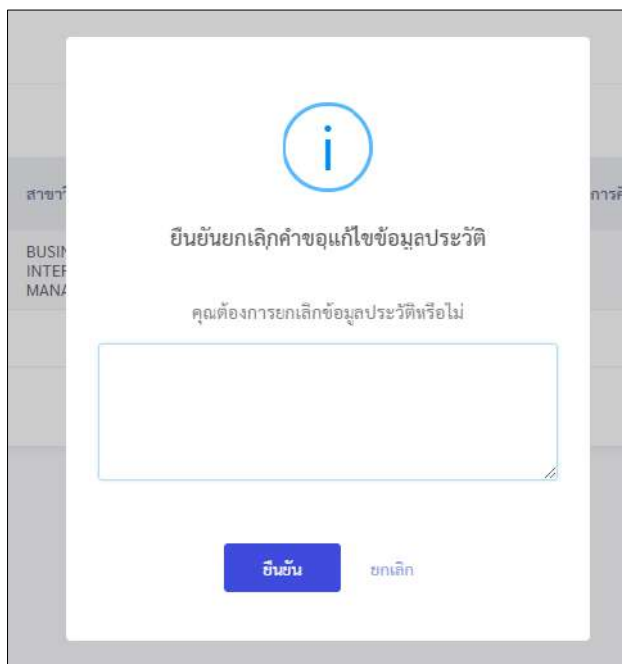 i
ยืนยันยกเลิกคำขอแก้ไขข้อมูลประวัติ
คุณต้องการยกเลิกข้อมูลประวัติหรือไม่
ยืนยัน
ยกเลิก